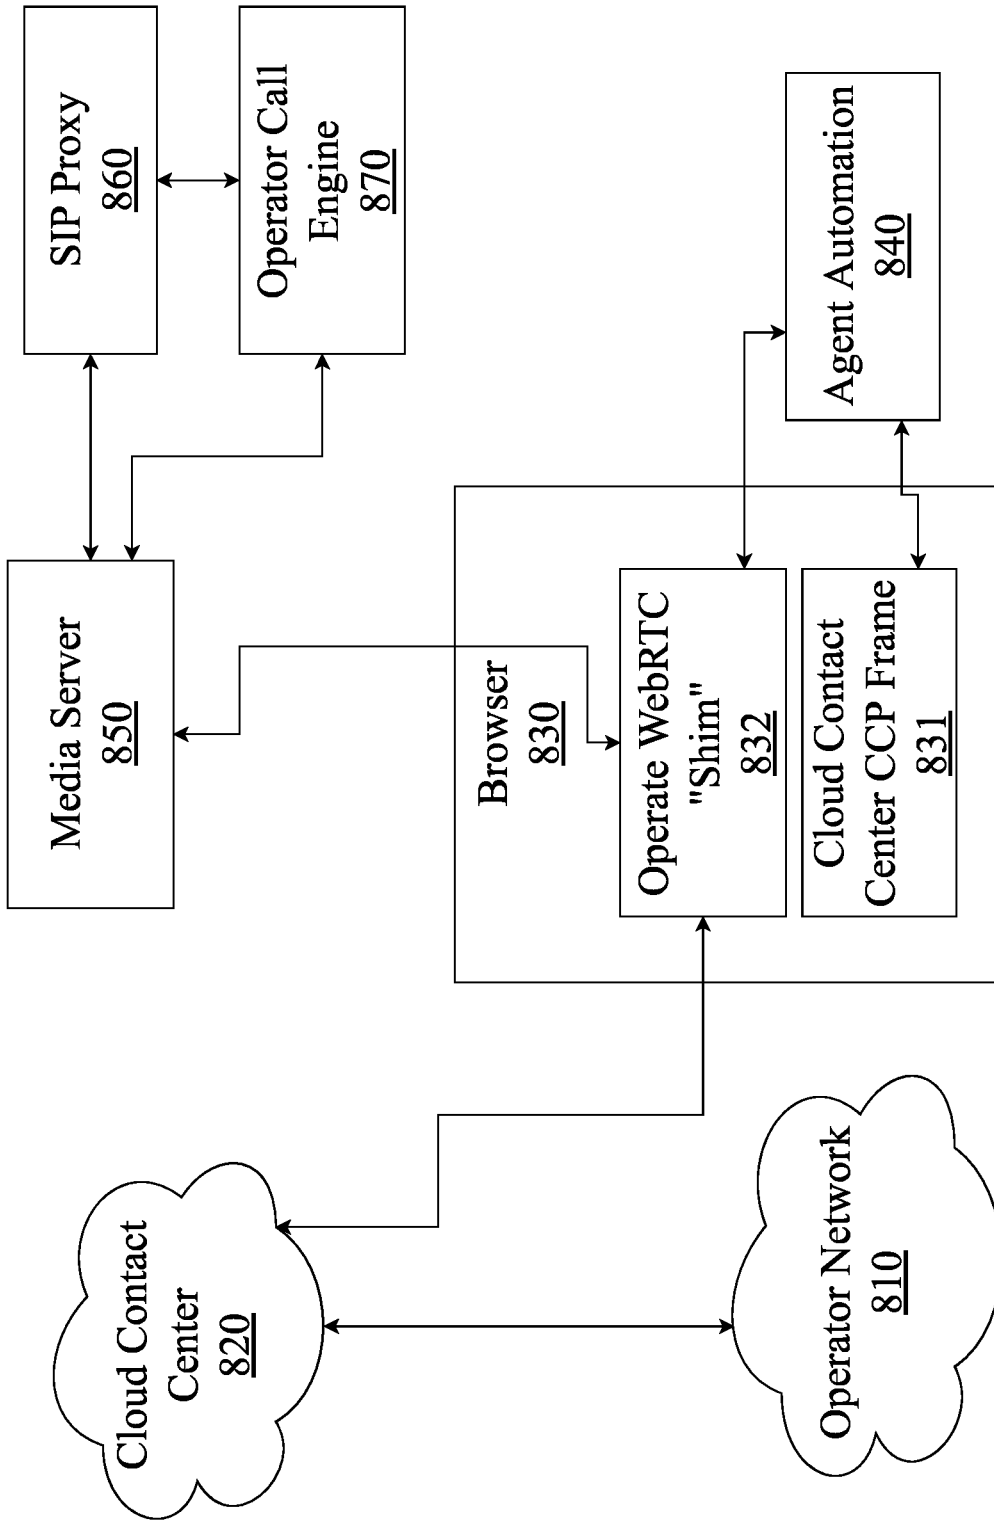 Cloud Contact
Center
820
Media Server
850
SIP Proxy
860
Operator Call
Engine
870
Browser
830
Operate WebRTC
"Shim"
832
Cloud Contact
Center CCP Frame
831
Operator Network
810
Agent Automation
840